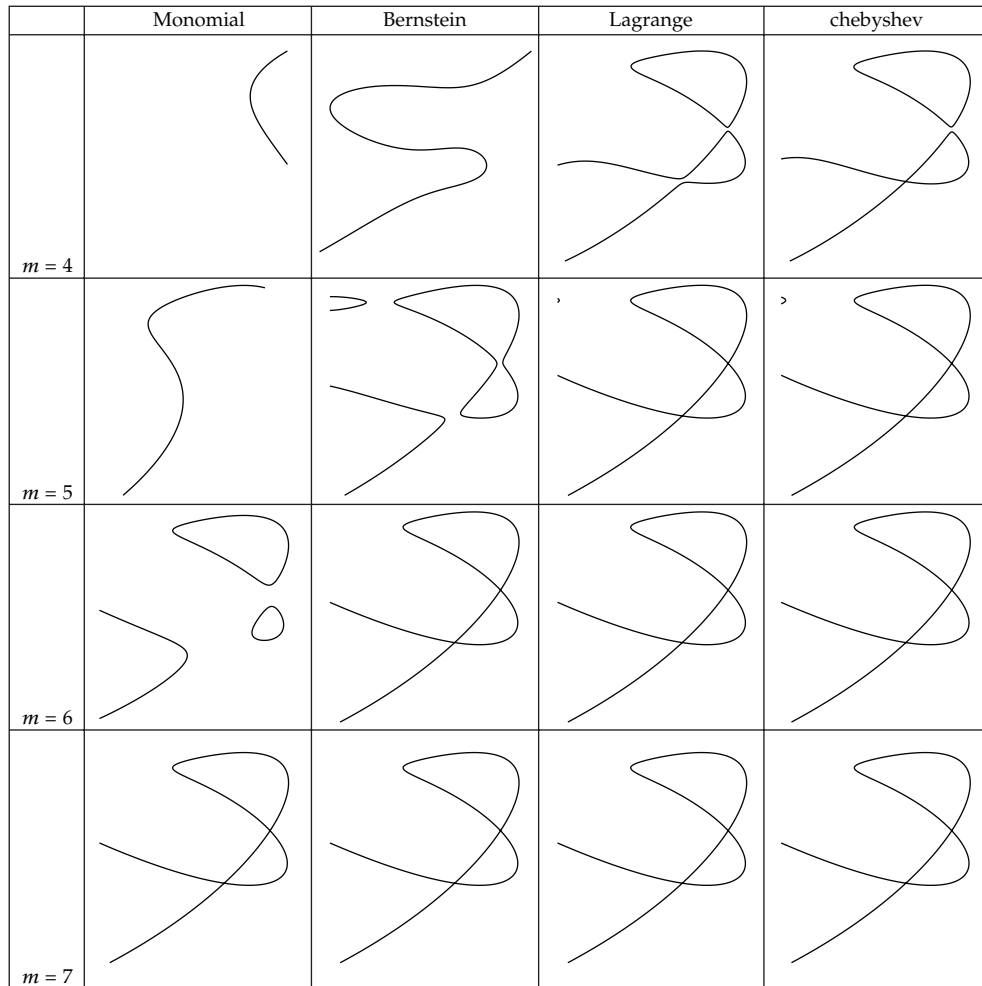 Monomial Bernstein Lagrange chebyshev
m = 4
m = 5
m = 6
m = 7